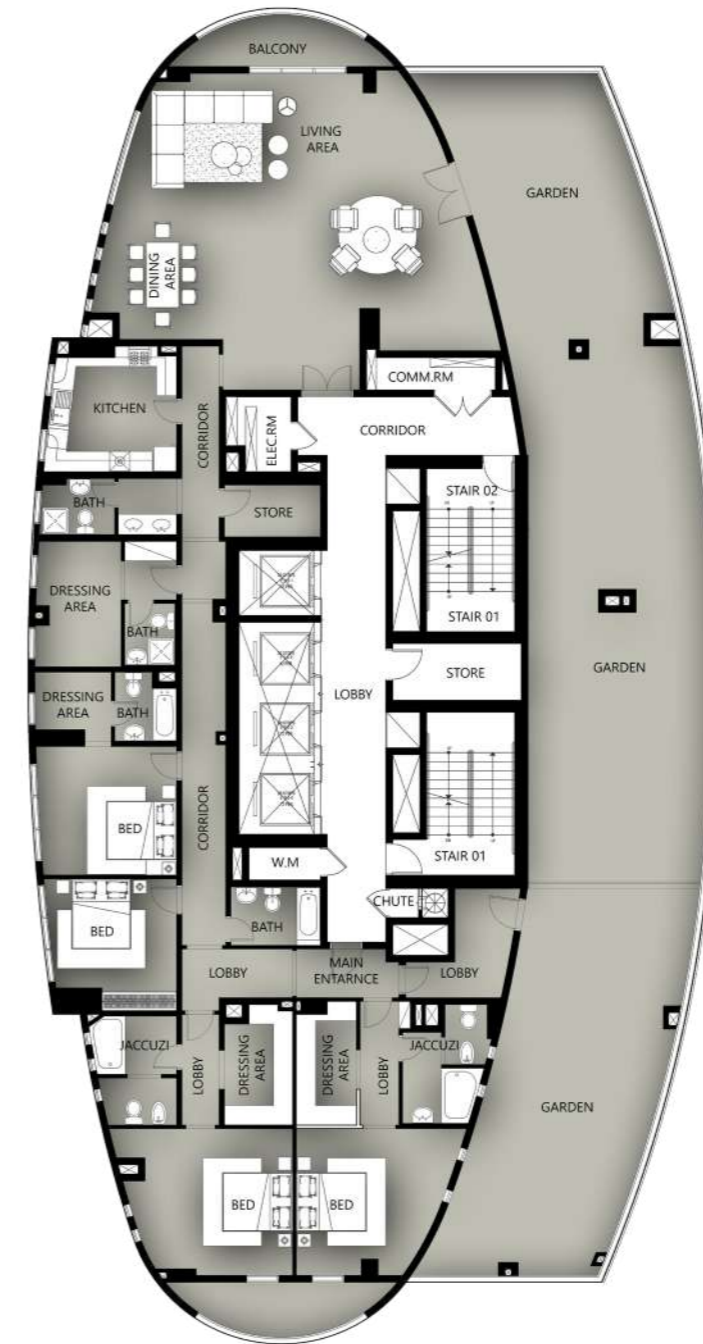 BALCONY
LIVING
AREA
GARDEN
DINING
AREA
COMM.RM
KITCHEN
CORRIDOR
ELEC.RM
CORRIDOR
BATH
STORE
STAIR 02
DRESSING
AREA
STAIR 01
BATH
GARDEN
STORE
LOBBY
DRESSING
AREA
BATH
CORRIDOR
BED
STAIR 01
W.M
CHUTE
BED
BATH
LOBBY
MAIN
ENTARNCE
LOBBY
JACCUZI
LOBBY
DRESSING
AREA
DRESSING
AREA
LOBBY
JACCUZI
GARDEN
BED
BED